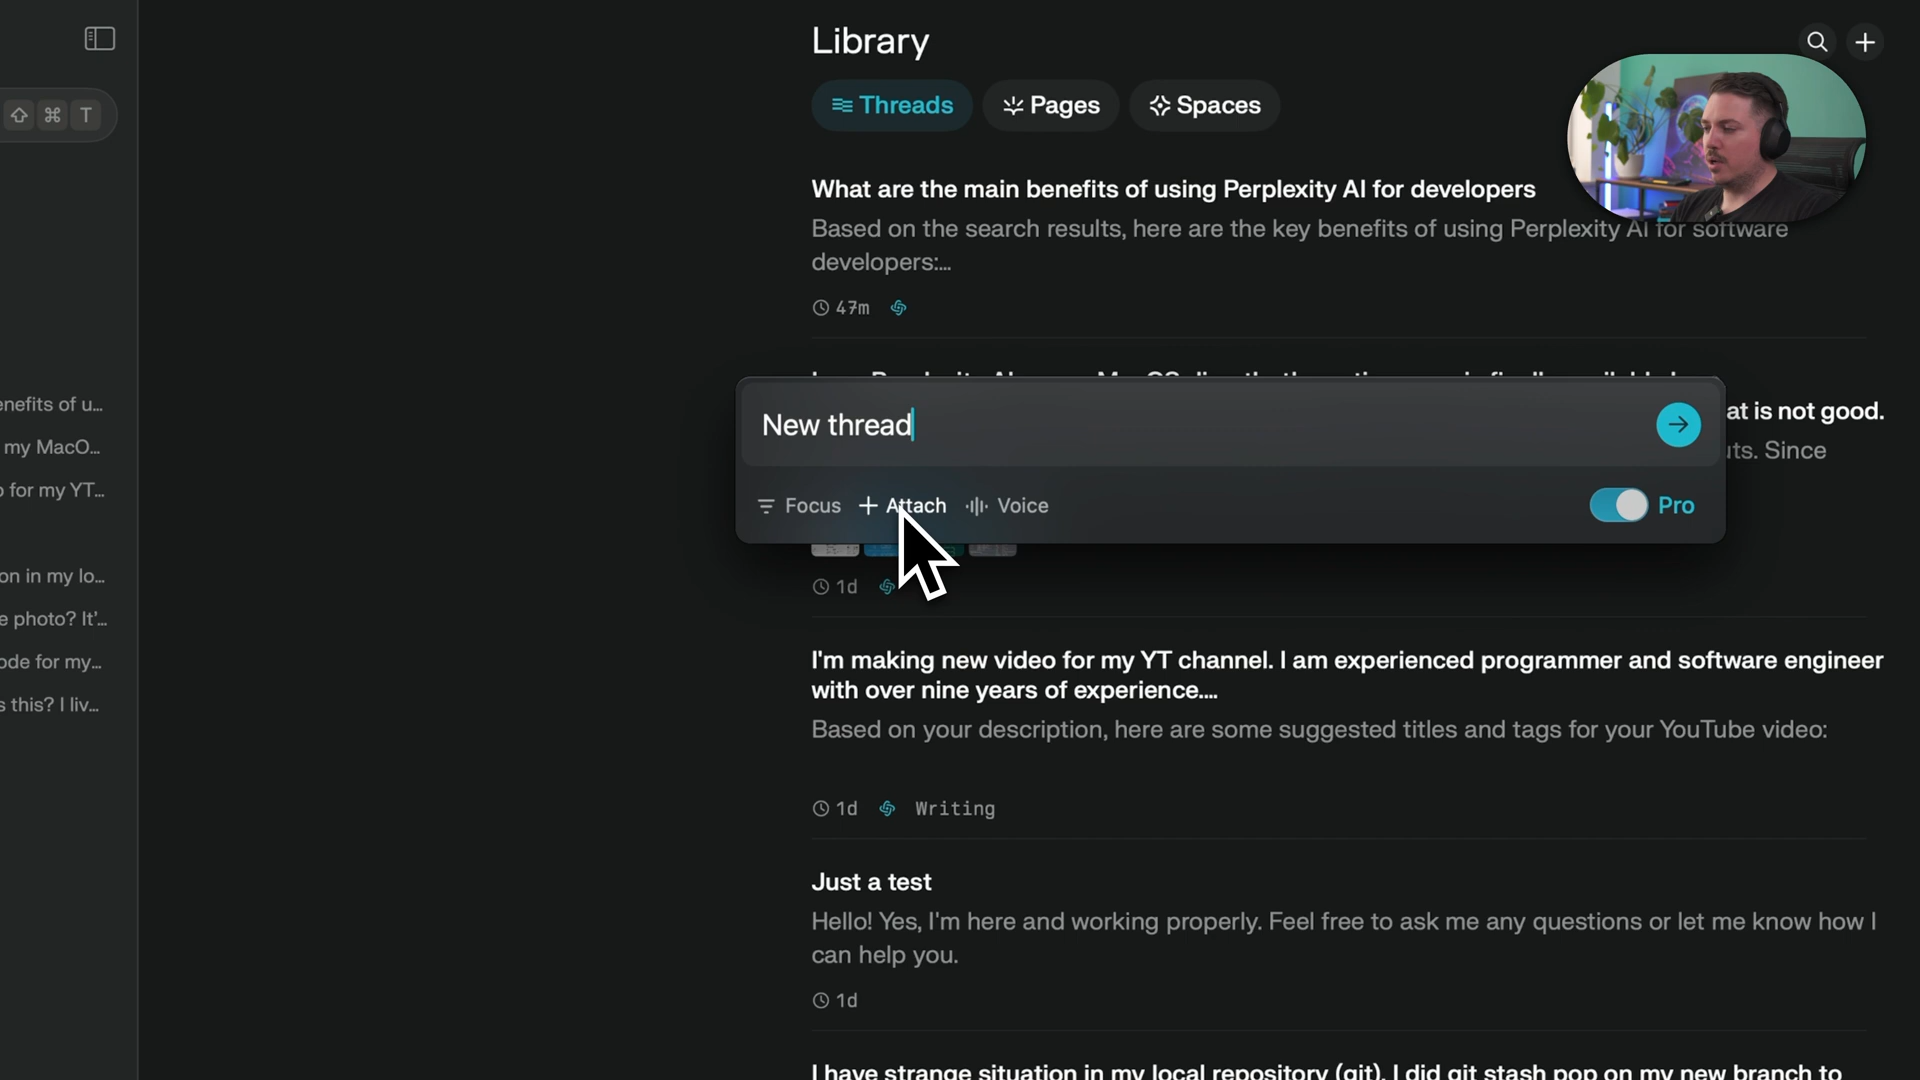 Library
⌘ T
Threads Pages Spaces
What are the main benefits of using Perplexity AI for developers
Based on the search results, here are the key benefits of using Perplexity AI for software
developers:...
47m
at is not good.
uts. Since
New thread
Focus + Attach Voice
Pro
1d
I'm making new video for my YT channel. I am experienced programmer and software engineer
with over nine years of experience....
Based on your description, here are some suggested titles and tags for your YouTube video:
1d Writing
Just a test
Hello! Yes, I'm here and working properly. Feel free to ask me any questions or let me know how I
can help you.
1d
I have strange situation in my local repository (git). I did git stash pop on my new branch to
enefits of u...
my MacO...
o for my YT...
on in my lo...
e photo? It'...
ode for my...
s this? I liv...